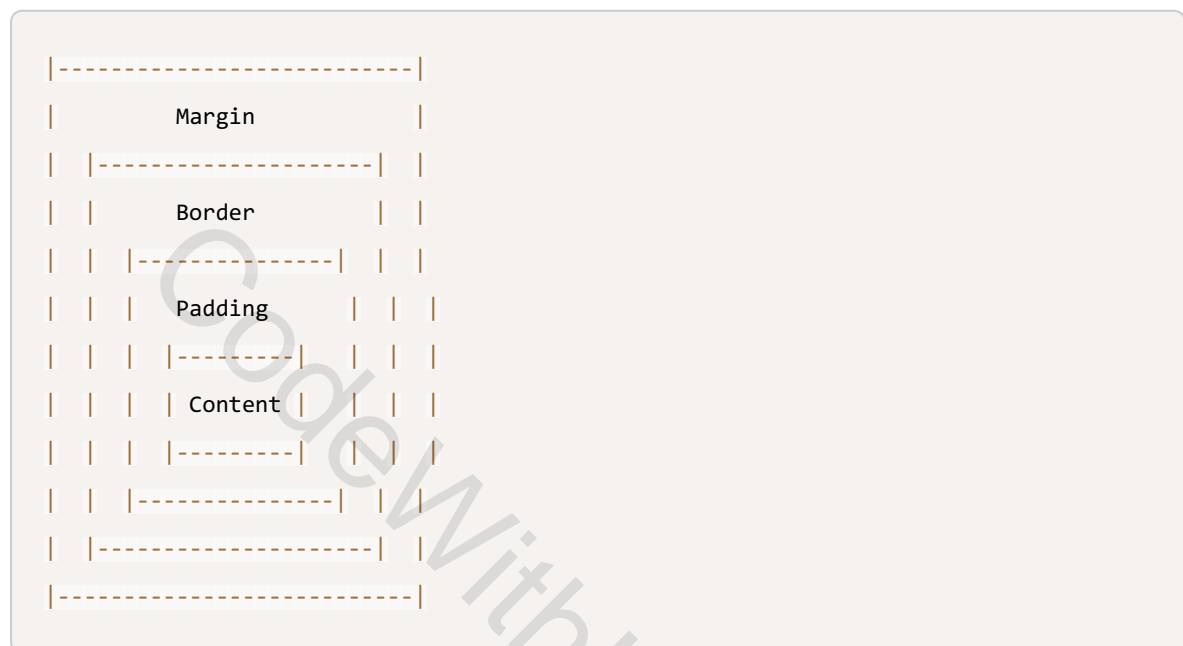 |---------------------------|
|         Margin            |
|  |---------------------|  |
|  |      Border         |  |
|  |  |---------------|  |  |
|  |  |   Padding      |  |  |
|  |  |  |---------|   |  |  |
|  |  |  | Content |   |  |  |
|  |  |  |---------|   |  |  |
|  |  |---------------|  |  |
|  |---------------------|  |
|---------------------------|